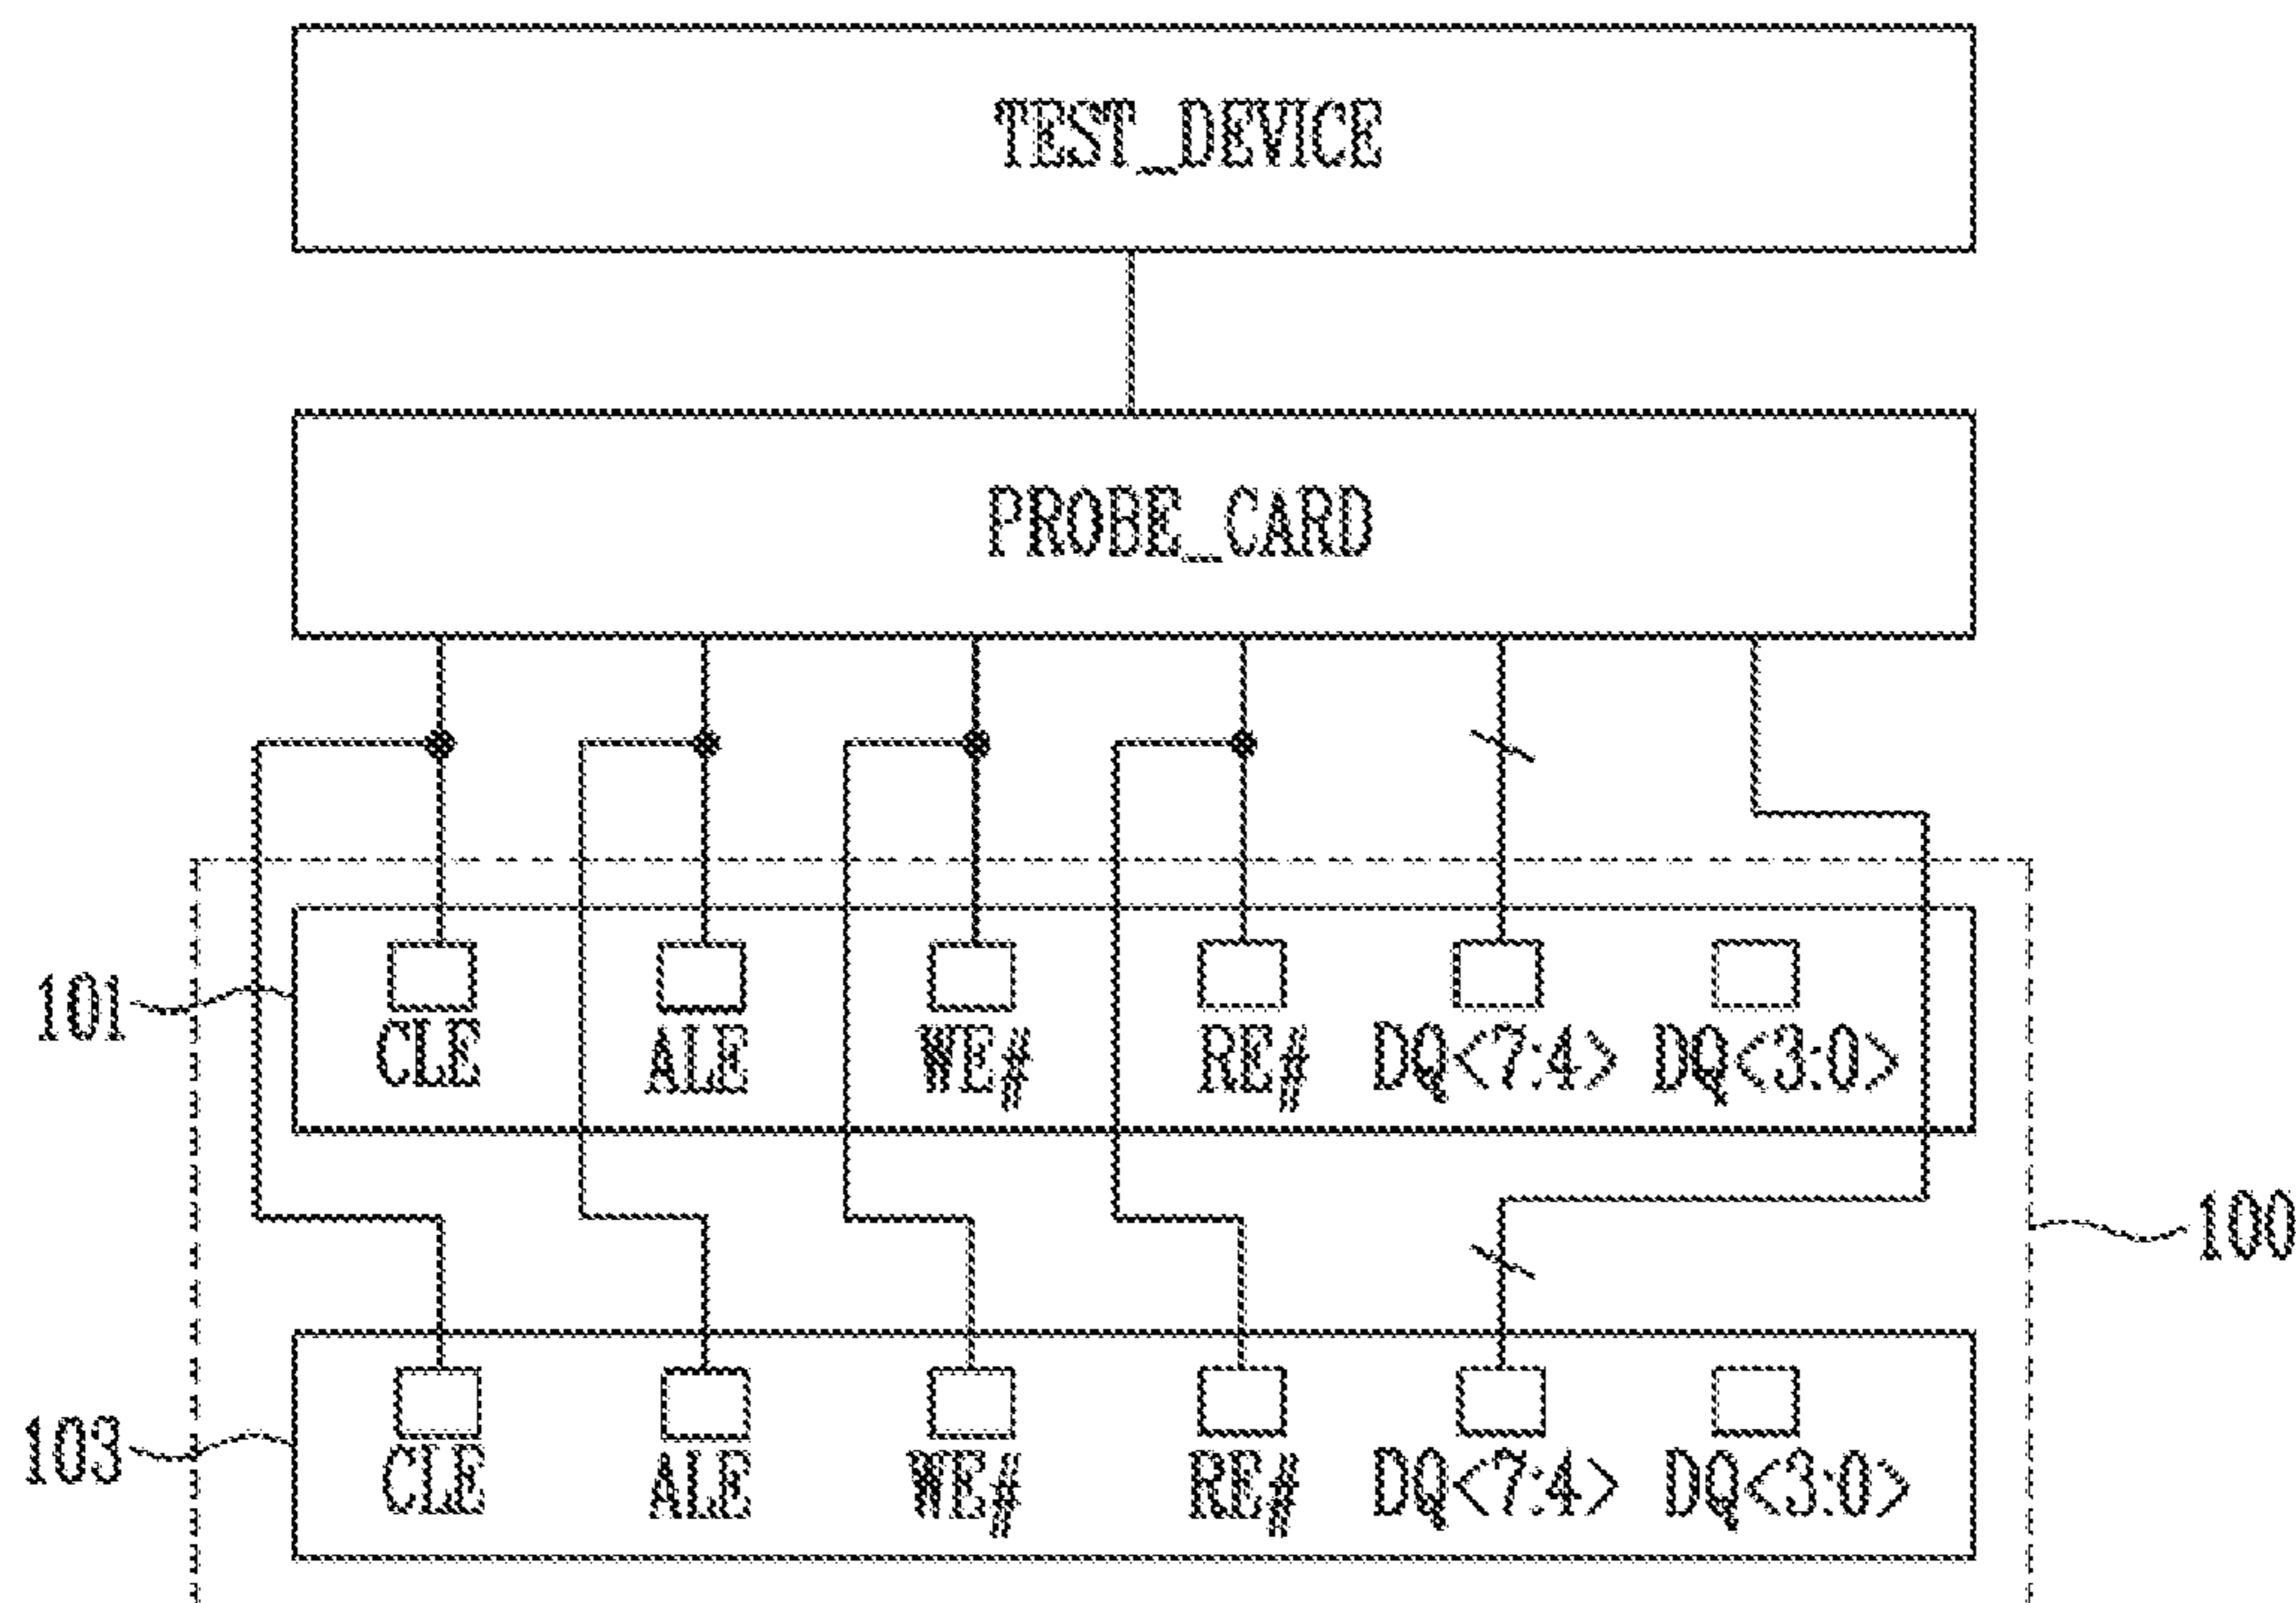 TEST_DEVICE
PROBE_CARD
101
CLE ALE WE# RE# DQ<7:4> DQ<3:0>
100
103
CLE ALE WE# RE# DQ<7:4> DQ<3:0>